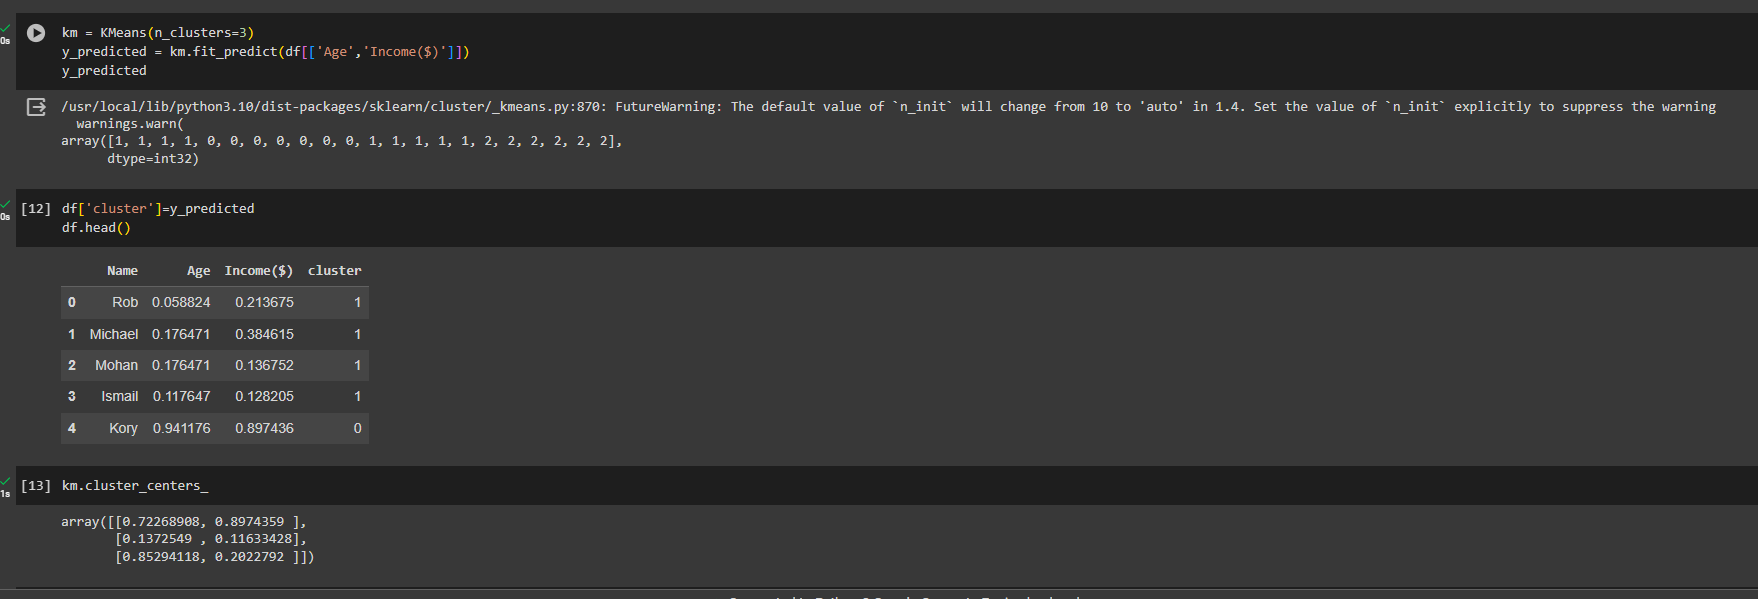 km = KMeans(n_clusters=3)
0s
y_predicted = km.fit_predict(df[['Age','Income($)']])
y_predicted
/usr/local/lib/python3.10/dist-packages/sklearn/cluster/_kmeans.py:870: FutureWarning: The default value of `n_init` will change from 10 to 'auto' in 1.4. Set the value of `n_init` explicitly to suppress the warning
  warnings.warn(
array([1, 1, 1, 1, 0, 0, 0, 0, 0, 0, 0, 1, 1, 1, 1, 1, 2, 2, 2, 2, 2, 2],
      dtype=int32)
[12] df['cluster']=y_predicted
0s
df.head()
Name Age Income($) cluster
0 Rob 0.058824 0.213675 1
1 Michael 0.176471 0.384615 1
2 Mohan 0.176471 0.136752 1
3 Ismail 0.117647 0.128205 1
4 Kory 0.941176 0.897436 0
[13] km.cluster_centers_
1s
array([[0.72268908, 0.8974359 ],
       [0.1372549 , 0.11633428],
       [0.85294118, 0.2022792 ]])